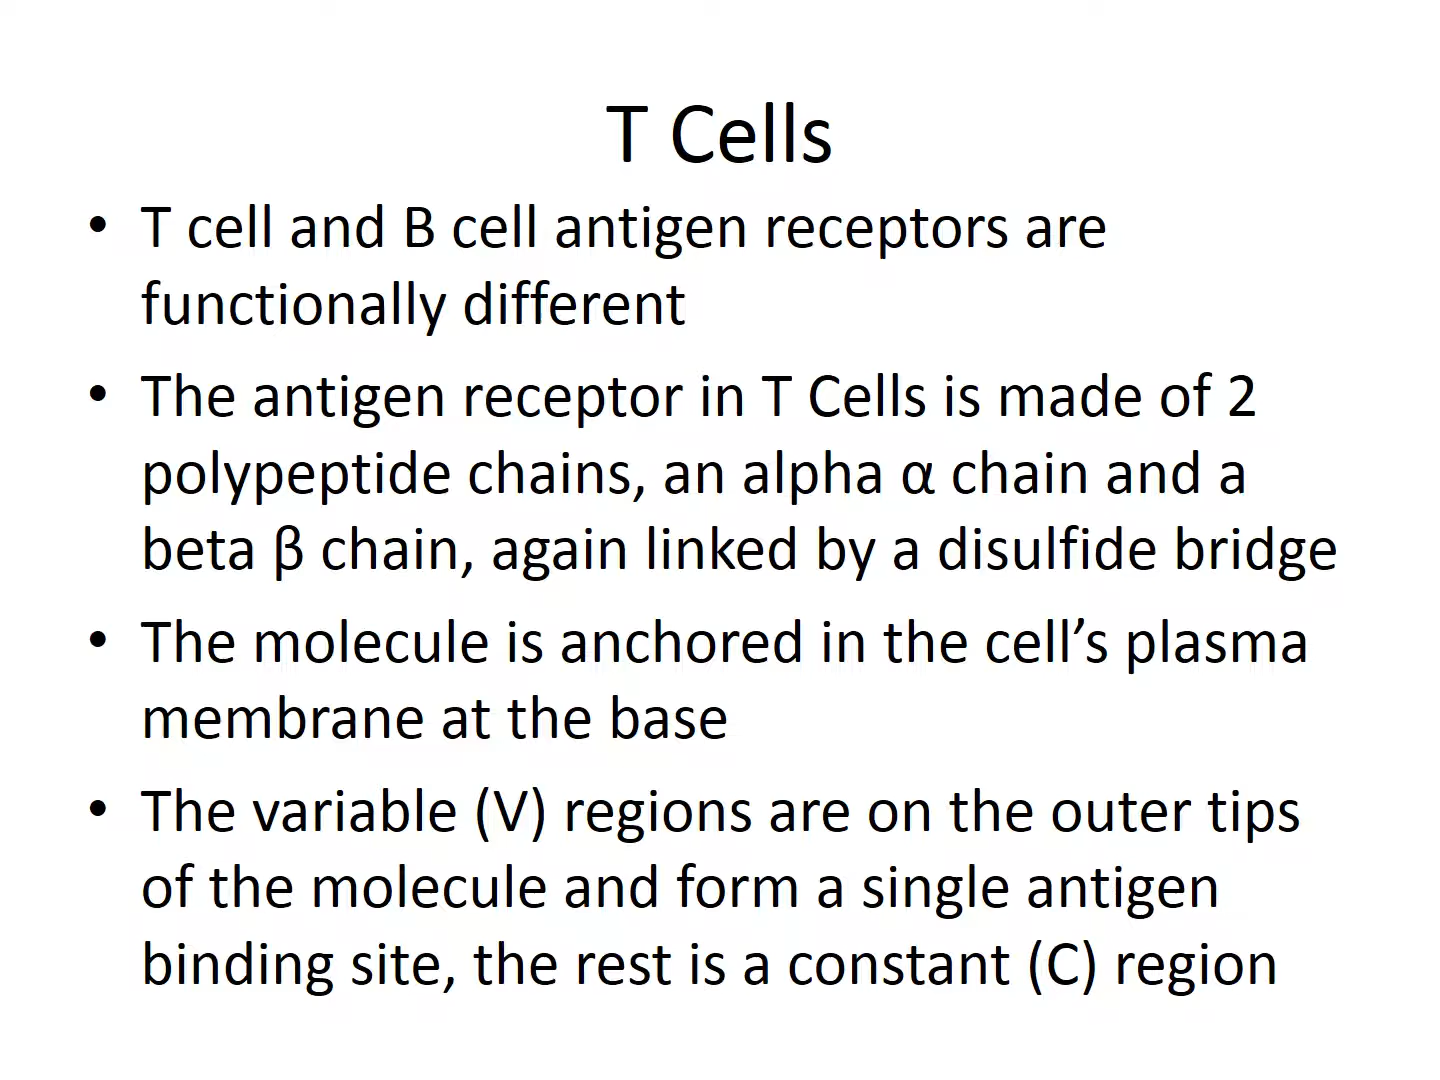 T Cells
• T cell and B cell antigen receptors are
functionally different
• The antigen receptor in T Cells is made of 2
polypeptide chains, an alpha α chain and a
beta β chain, again linked by a disulfide bridge
• The molecule is anchored in the cell’s plasma
membrane at the base
• The variable (V) regions are on the outer tips
of the molecule and form a single antigen
binding site, the rest is a constant (C) region